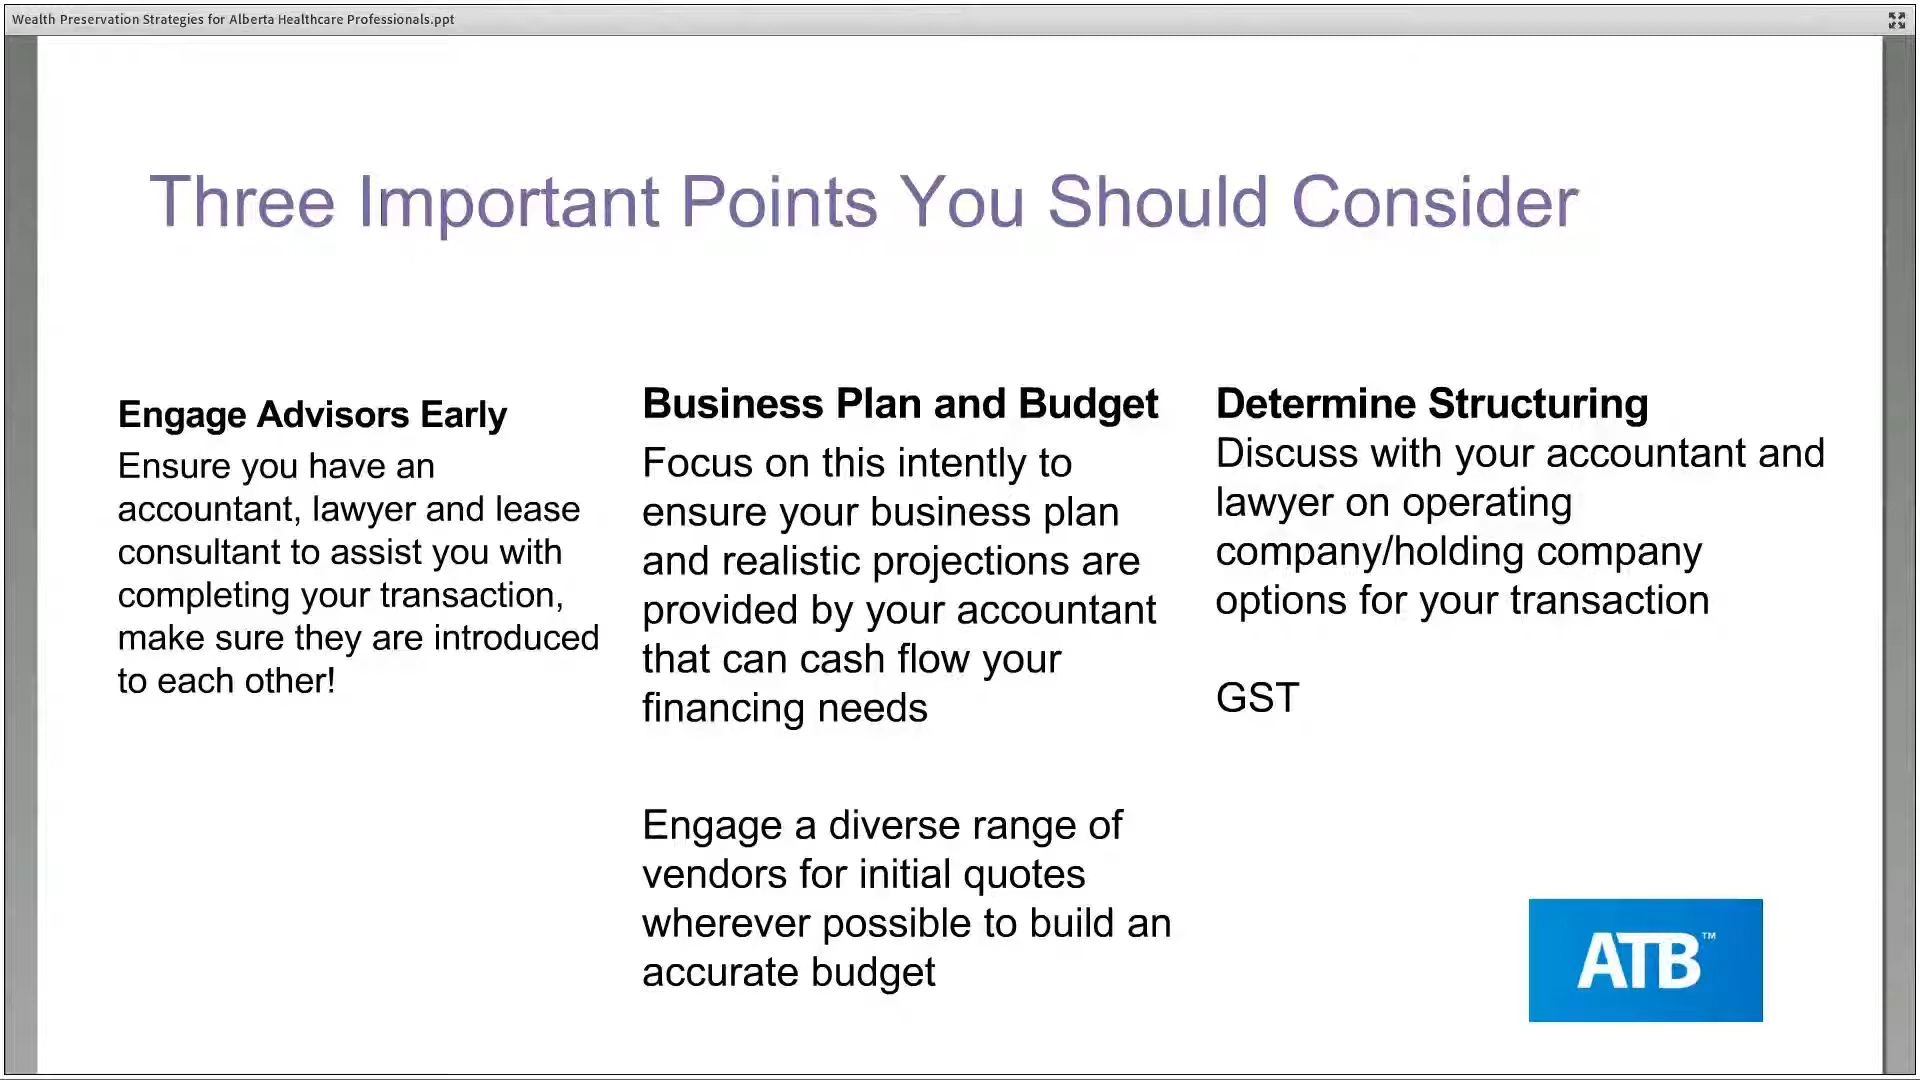 Wealth Preservation Strategies for Alberta Healthcare Professionals.ppt
Three Important Points You Should Consider
Engage Advisors Early
Ensure you have an
accountant, lawyer and lease
consultant to assist you with
completing your transaction,
make sure they are introduced
to each other!
Business Plan and Budget
Focus on this intently to
ensure your business plan
and realistic projections are
provided by your accountant
that can cash flow your
financing needs
Engage a diverse range of
vendors for initial quotes
wherever possible to build an
accurate budget
Determine Structuring
Discuss with your accountant and
lawyer on operating
company/holding company
options for your transaction
GST
ATB™